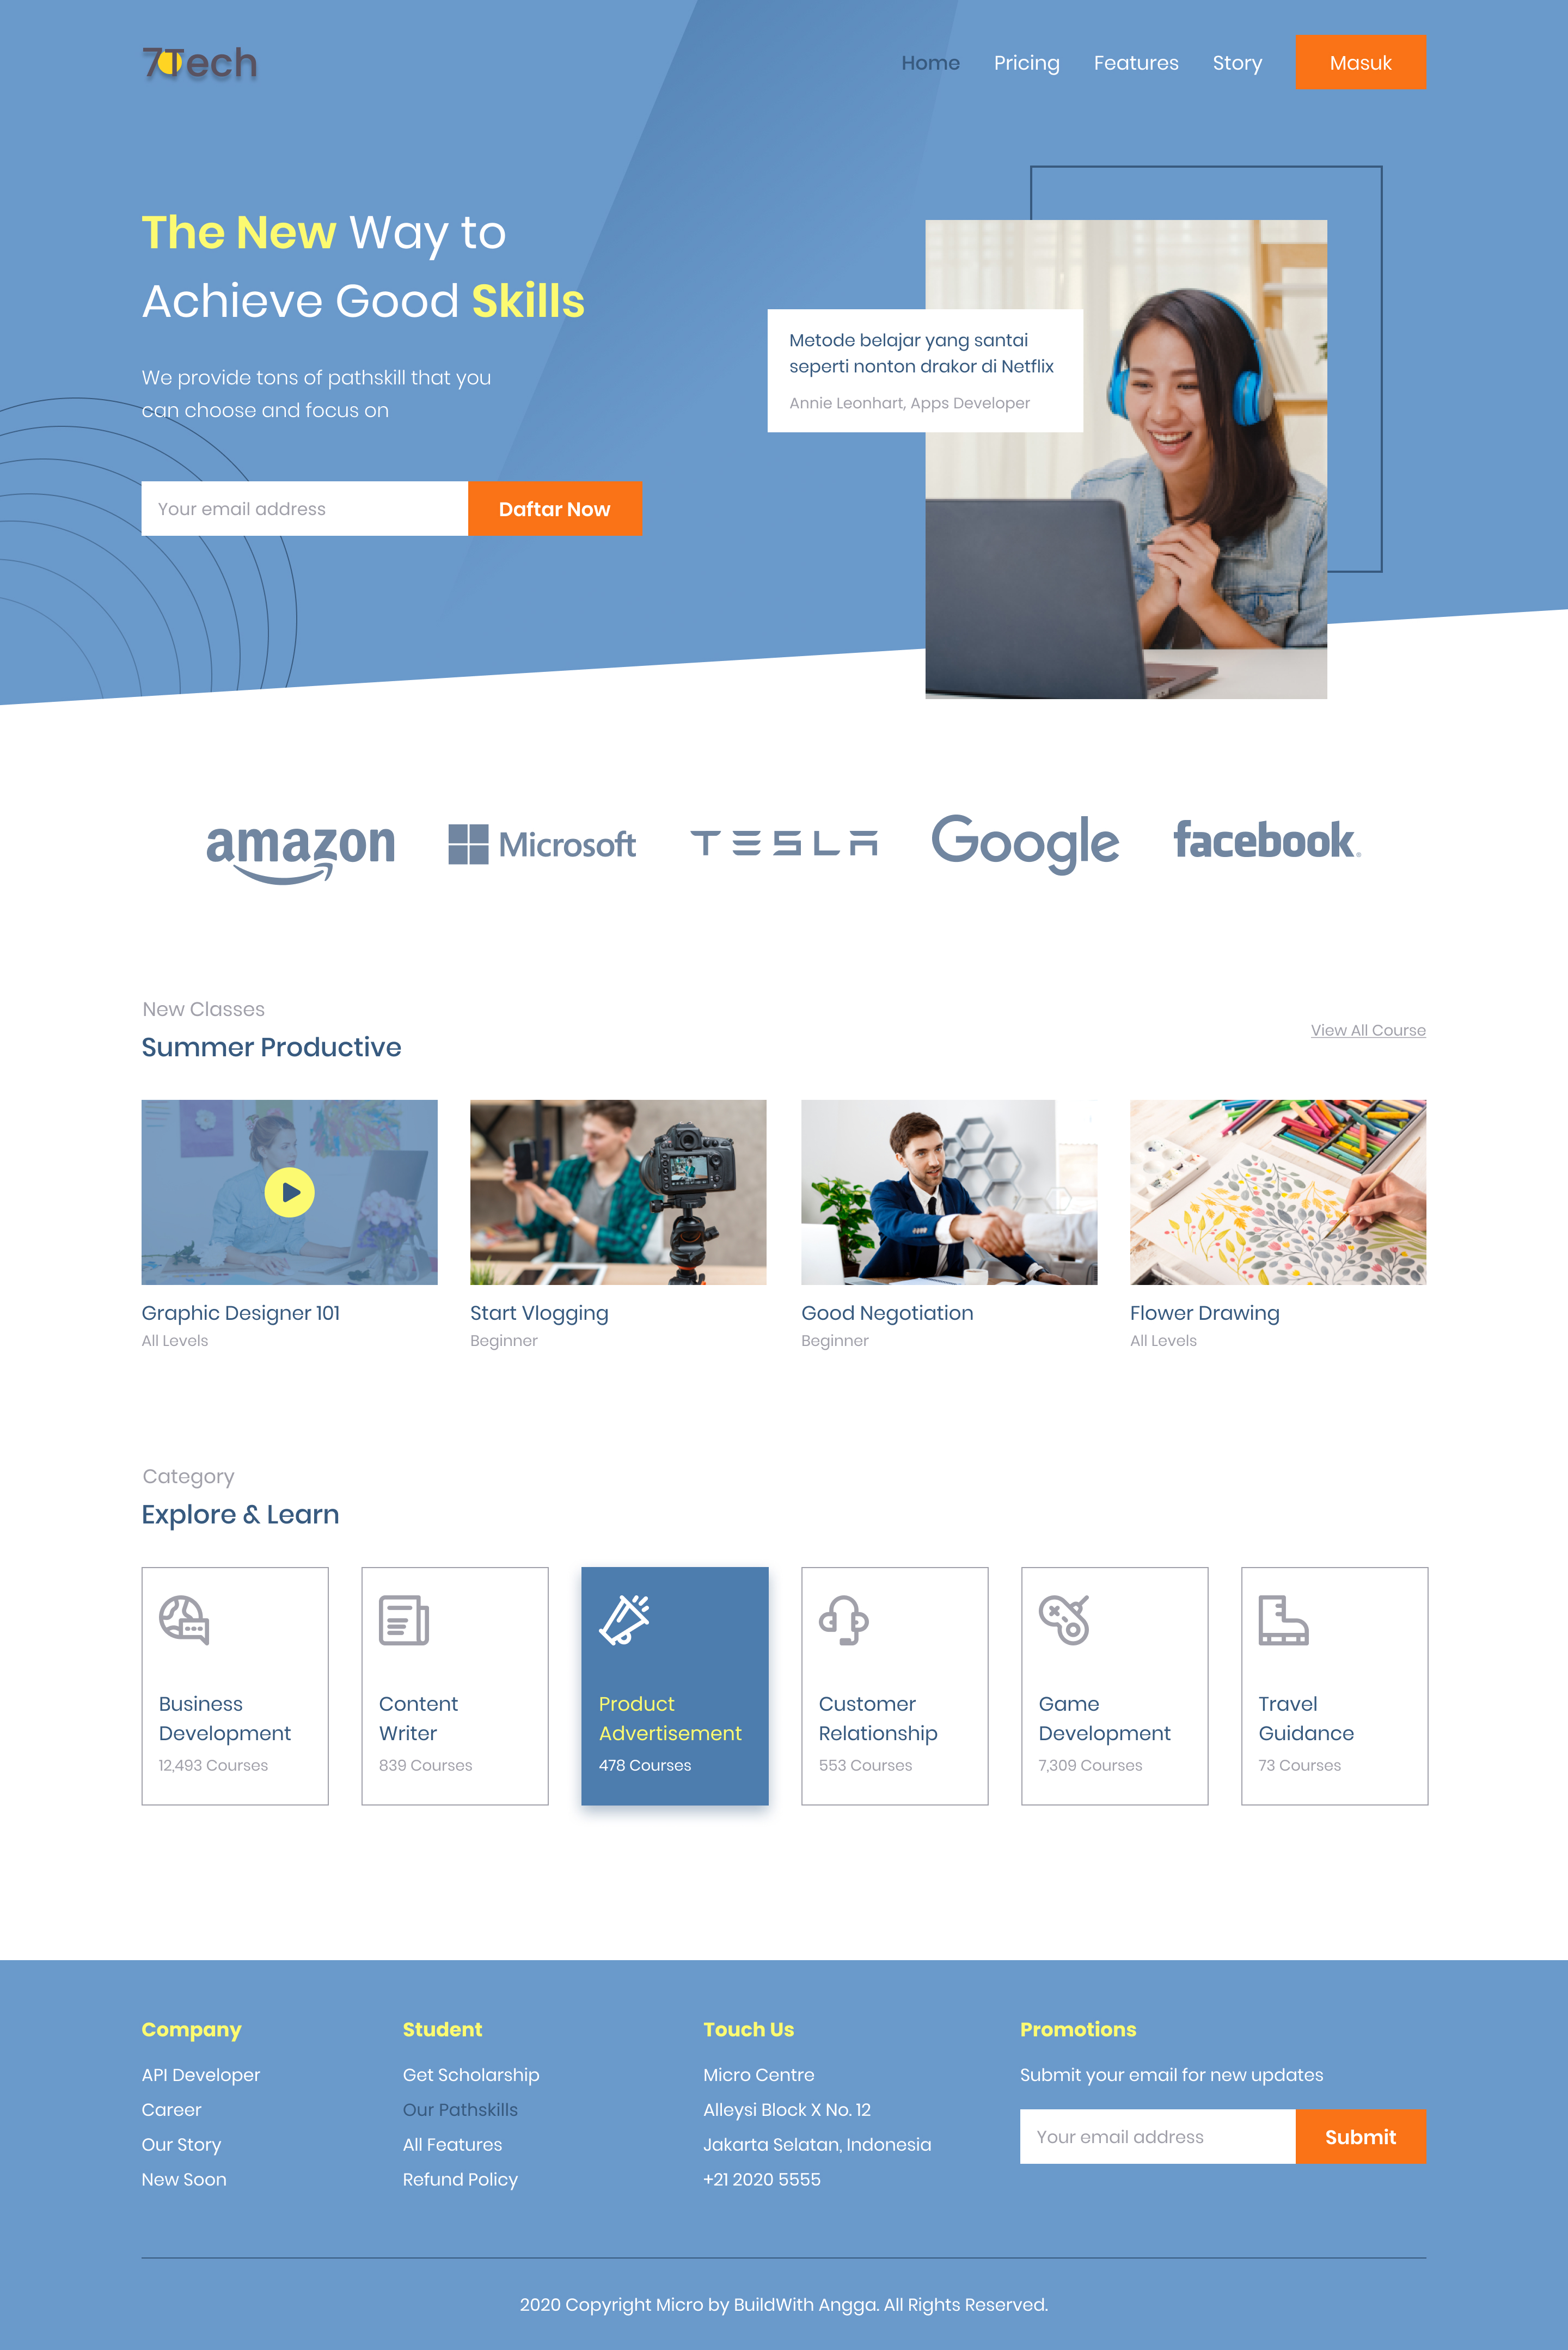 7Tech
Home Pricing Features Story Masuk
The New Way to
Achieve Good Skills
We provide tons of pathskill that you
can choose and focus on
Your email address Daftar Now
Metode belajar yang santai
seperti nonton drakor di Netflix
Annie Leonhart, Apps Developer
amazon Microsoft TESLA Google facebook
New Classes
Summer Productive
View All Course
Graphic Designer 101
All Levels
Start Vlogging
Beginner
Good Negotiation
Beginner
Flower Drawing
All Levels
Category
Explore & Learn
Business
Development
12,493 Courses
Content
Writer
839 Courses
Product
Advertisement
478 Courses
Customer
Relationship
553 Courses
Game
Development
7,309 Courses
Travel
Guidance
73 Courses
Company
API Developer
Career
Our Story
New Soon
Student
Get Scholarship
Our Pathskills
All Features
Refund Policy
Touch Us
Micro Centre
Alleysi Block X No. 12
Jakarta Selatan, Indonesia
+21 2020 5555
Promotions
Submit your email for new updates
Your email address Submit
2020 Copyright Micro by BuildWith Angga. All Rights Reserved.